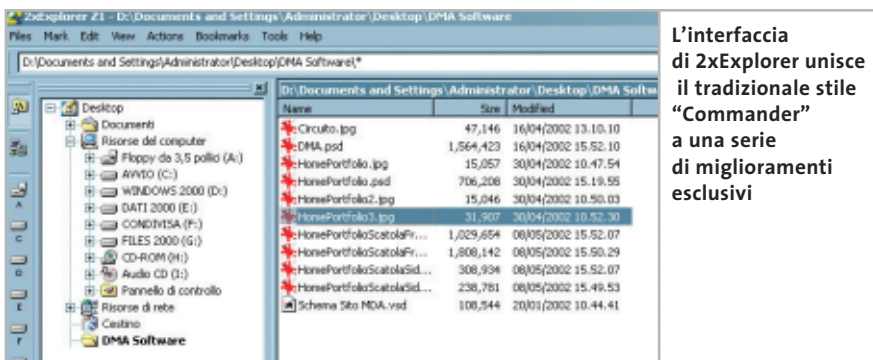 2xExplorer Z1 - D:\Documents and Settings\Administrator\Desktop\DMA Software
Files Mark Edit View Actions Bookmarks Tools Help
D:\Documents and Settings\Administrator\Desktop\DMA Software\*
Desktop
Documenti
Risorse del computer
Floppy da 3,5 pollici (A:)
AVVIO (C:)
WINDOWS 2000 (D:)
DATI 2000 (E:)
CONDIVISA (F:)
FILES 2000 (G:)
CD-ROM (H:)
Audio CD (I:)
Pannello di controllo
Risorse di rete
Cestino
DMA Software
A
C
D
E
F
D:\Documents and Settings\Administrator\Desktop\DMA Softw
Name Size Modified
Circuito.jpg 47,146 16/04/2002 13.10.10
DMA.psd 1,564,423 16/04/2002 15.52.10
HomePortfolio.jpg 15,057 30/04/2002 10.47.54
HomePortfolio.psd 706,208 30/04/2002 15.19.55
HomePortfolio2.jpg 15,046 30/04/2002 10.50.03
HomePortfolio3.jpg 31,907 30/04/2002 10.52.30
HomePortfolioScatolaFr... 1,029,654 08/05/2002 15.52.07
HomePortfolioScatolaFr... 1,808,142 08/05/2002 15.50.29
HomePortfolioScatolaSid... 308,934 08/05/2002 15.52.07
HomePortfolioScatolaSid... 238,781 08/05/2002 15.49.53
Schema Sito MDA.vsd 108,544 20/01/2002 10.44.41
L'interfaccia
di 2xExplorer unisce
il tradizionale stile
“Commander”
a una serie
di miglioramenti
esclusivi